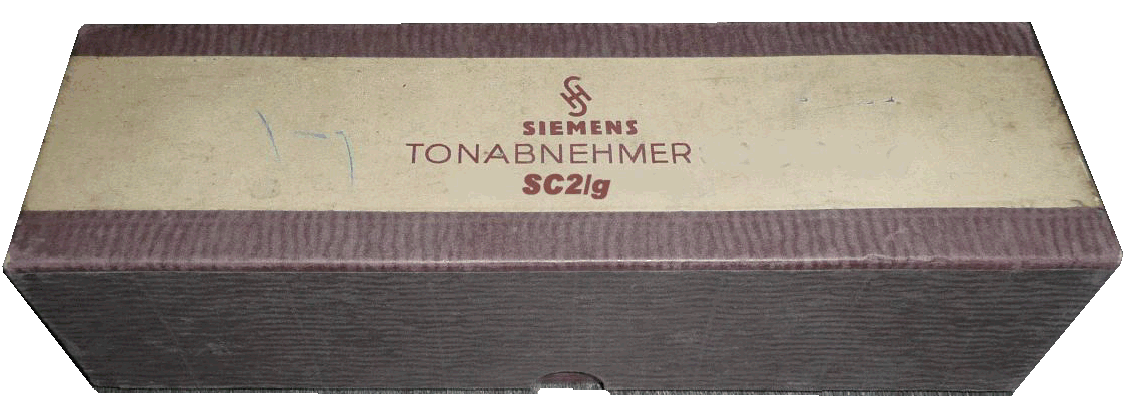 SIEMENS
TONABNEHMER
SC2/g